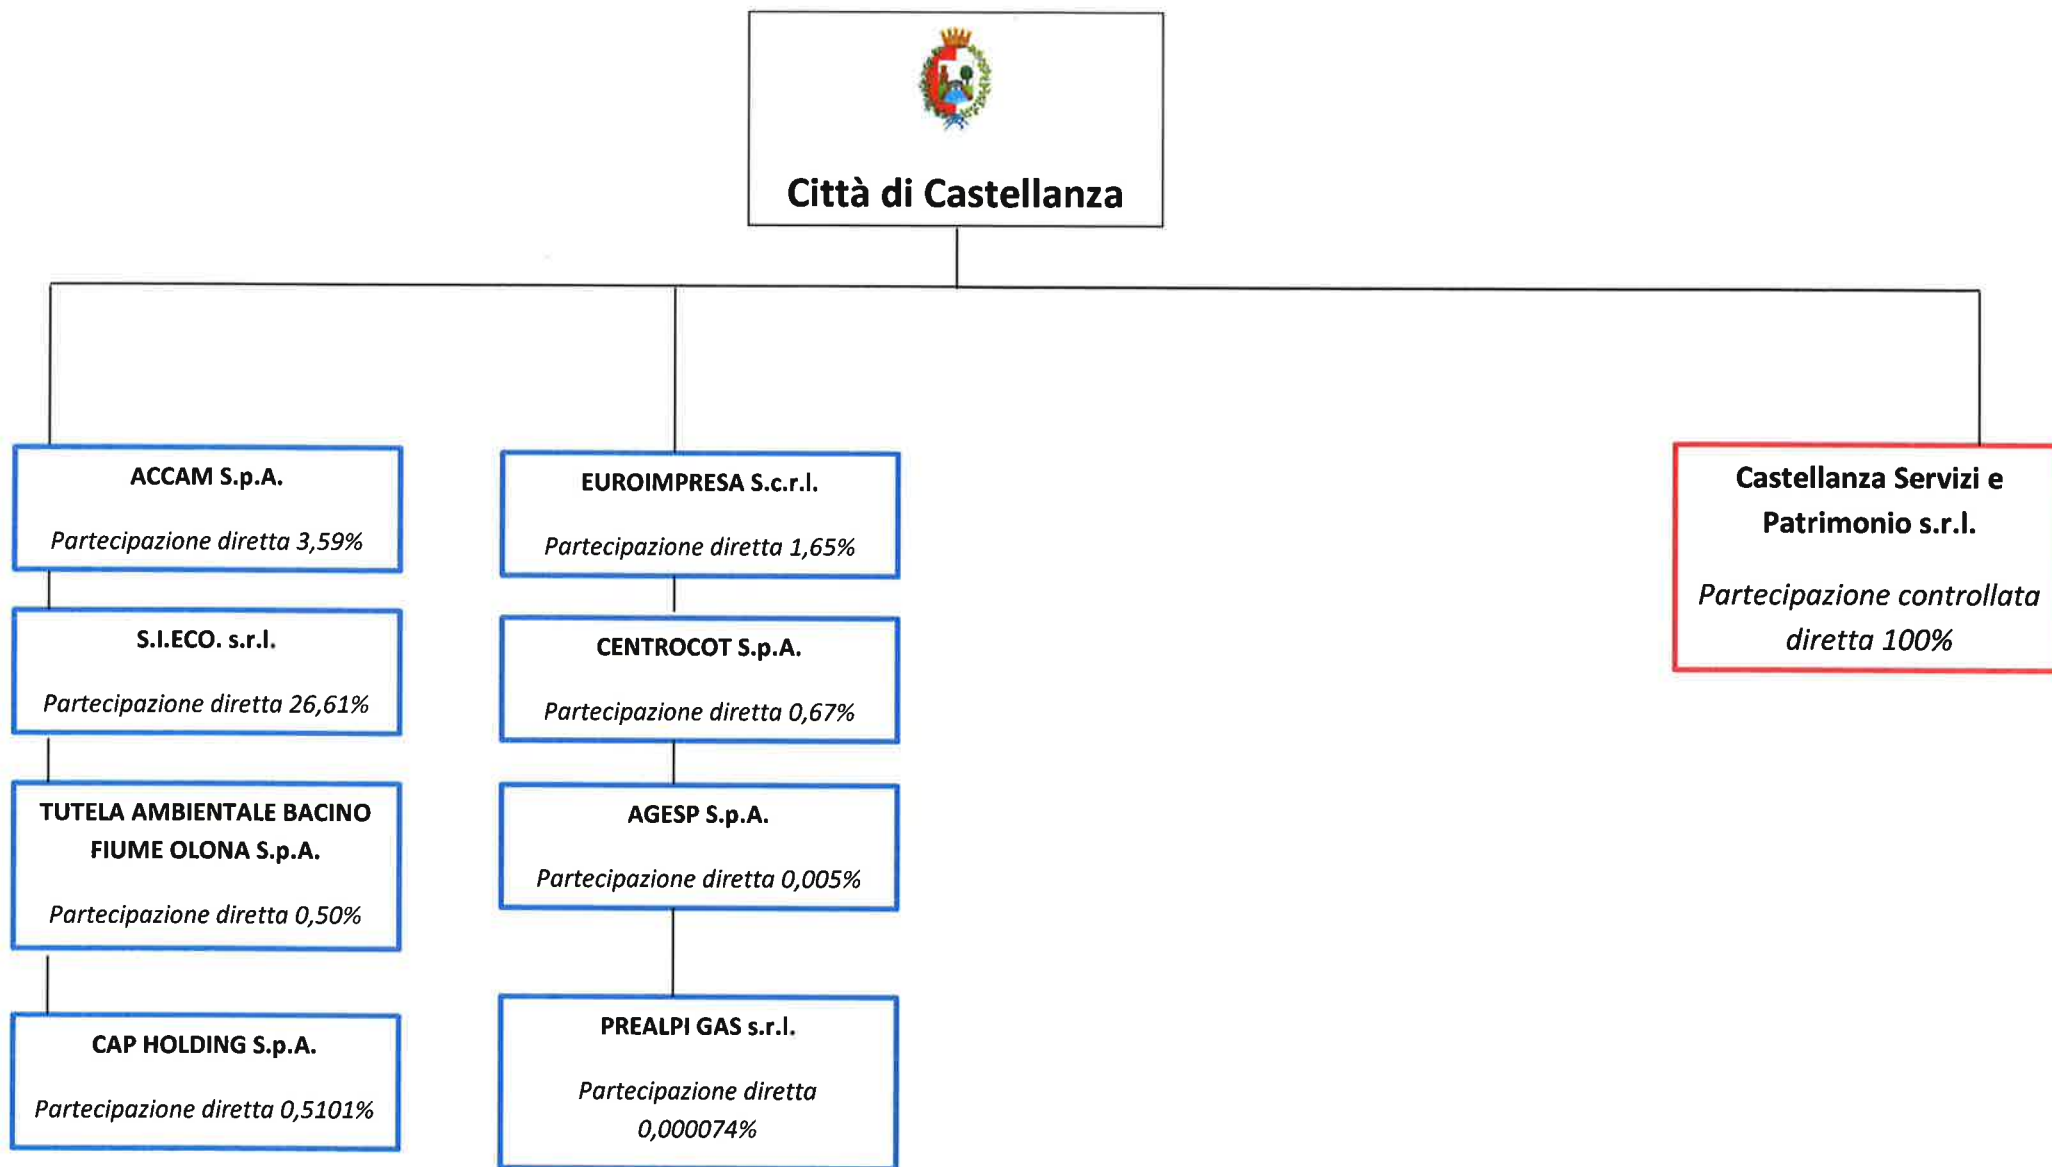 Città di Castellanza
ACCAM S.p.A.
Partecipazione diretta 3,59%
S.I.ECO. s.r.l.
Partecipazione diretta 26,61%
TUTELA AMBIENTALE BACINO
FIUME OLONA S.p.A.
Partecipazione diretta 0,50%
CAP HOLDING S.p.A.
Partecipazione diretta 0,5101%
EUROIMPRESA S.c.r.l.
Partecipazione diretta 1,65%
CENTROCOT S.p.A.
Partecipazione diretta 0,67%
AGESP S.p.A.
Partecipazione diretta 0,005%
PREALPI GAS s.r.l.
Partecipazione diretta
0,000074%
Castellanza Servizi e
Patrimonio s.r.l.
Partecipazione controllata
diretta 100%